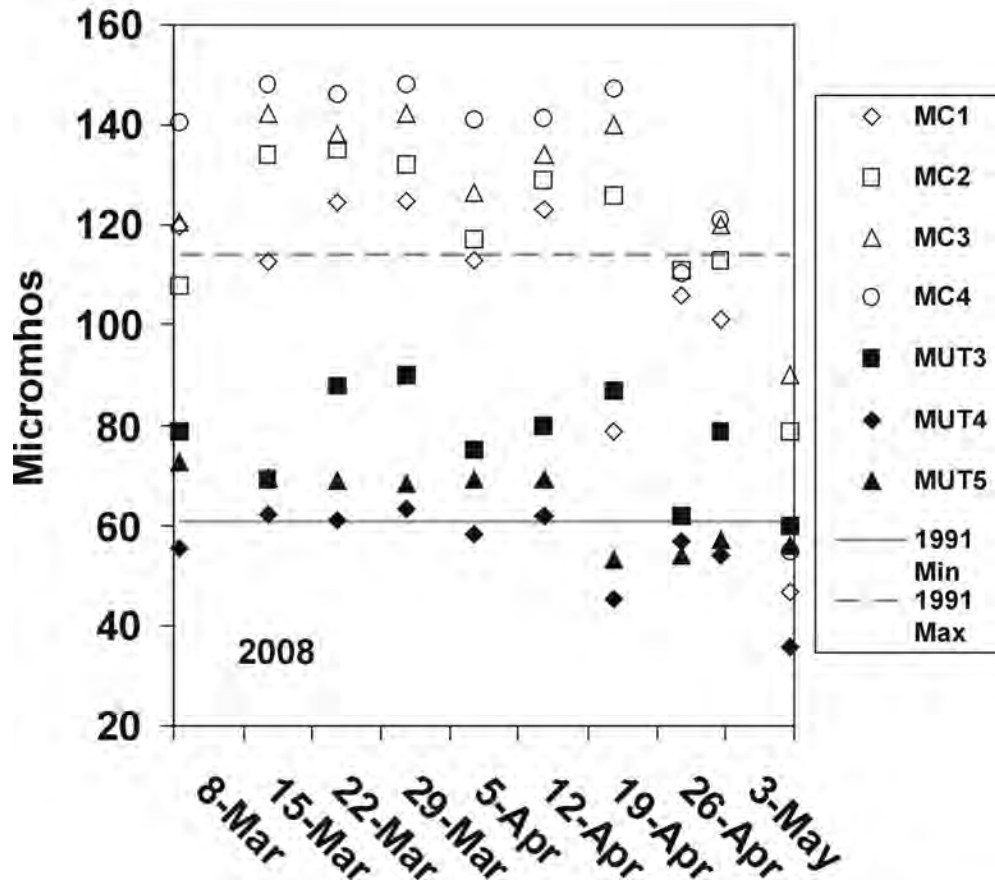 160
140
120
100
80
60
40
20
Micromhos
2008
8-Mar
15-Mar
22-Mar
29-Mar
5-Apr
12-Apr
19-Apr
26-Apr
3-May
MC1
MC2
MC3
MC4
MUT3
MUT4
MUT5
1991
Min
1991
Max